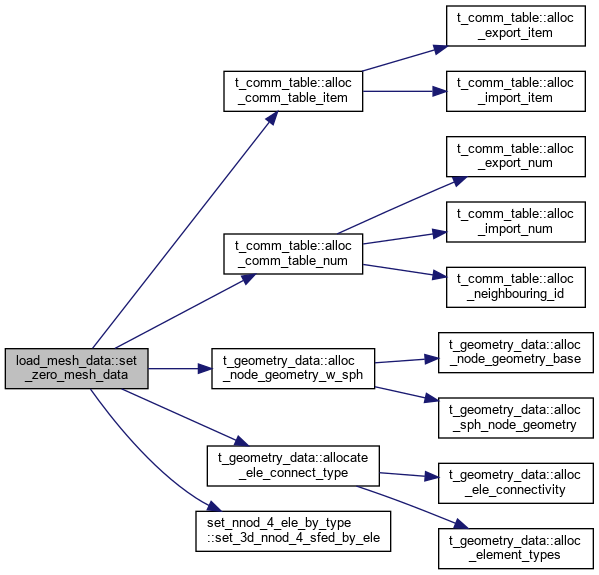 load_mesh_data::set
_zero_mesh_data
t_comm_table::alloc
_comm_table_item
t_comm_table::alloc
_export_item
t_comm_table::alloc
_import_item
t_comm_table::alloc
_comm_table_num
t_comm_table::alloc
_export_num
t_comm_table::alloc
_import_num
t_comm_table::alloc
_neighbouring_id
t_geometry_data::alloc
_node_geometry_w_sph
t_geometry_data::alloc
_node_geometry_base
t_geometry_data::alloc
_sph_node_geometry
t_geometry_data::allocate
_ele_connect_type
t_geometry_data::alloc
_ele_connectivity
t_geometry_data::alloc
_element_types
set_nnod_4_ele_by_type
::set_3d_nnod_4_sfed_by_ele